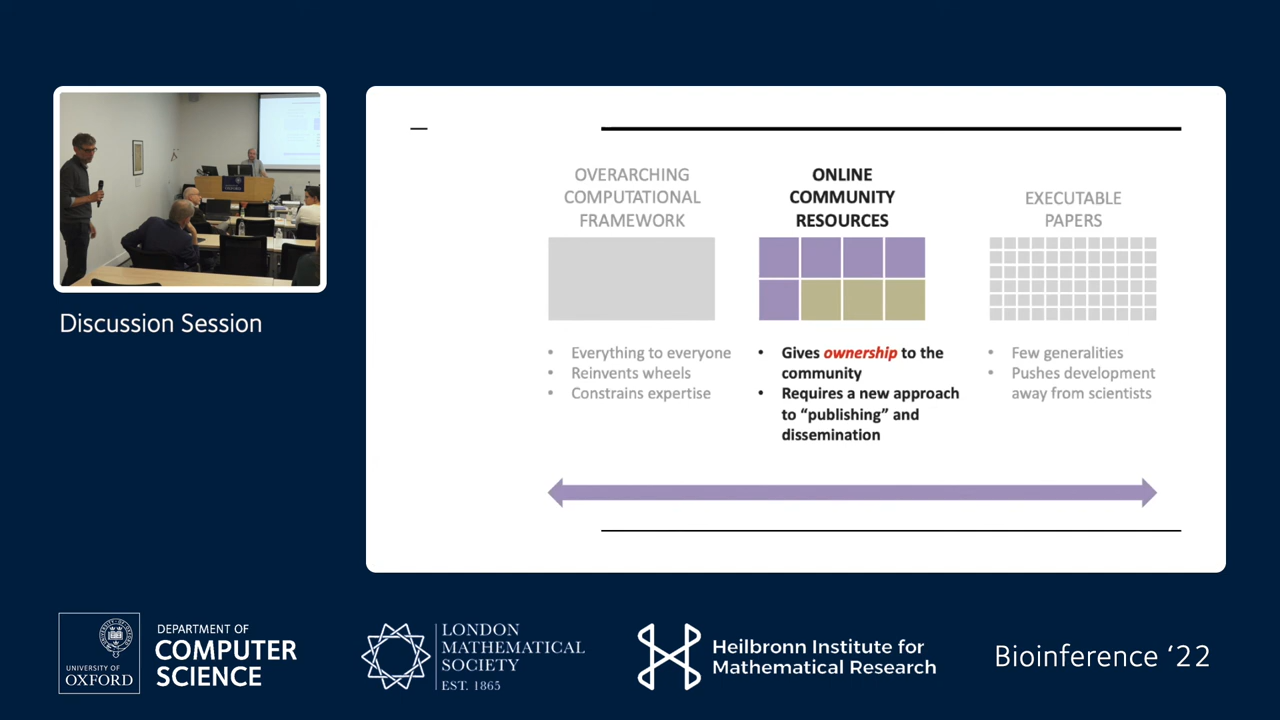 Discussion Session
—
OVERARCHING
COMPUTATIONAL
FRAMEWORK
• Everything to everyone
• Reinvents wheels
• Constrains expertise
ONLINE
COMMUNITY
RESOURCES
• Gives ownership to the
community
• Requires a new approach
to “publishing” and
dissemination
EXECUTABLE
PAPERS
• Few generalities
• Pushes development
away from scientists
UNIVERSITY OF
OXFORD
DEPARTMENT OF
COMPUTER
SCIENCE
LONDON
MATHEMATICAL
SOCIETY
EST. 1865
Heilbronn Institute for
Mathematical Research
Bioinference ‘22